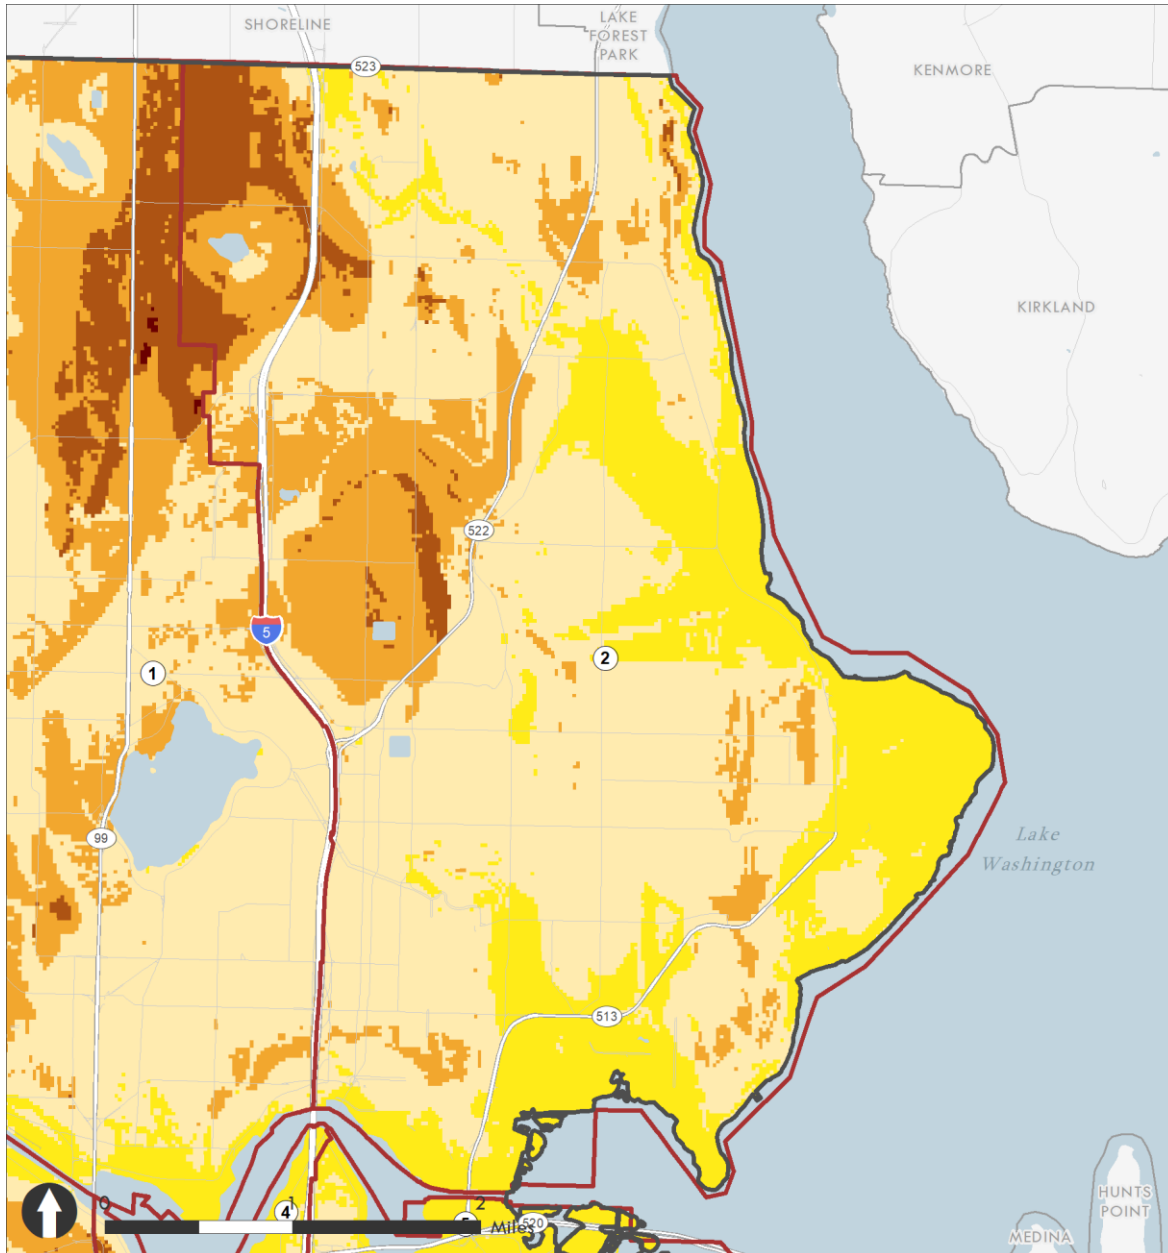 SHORELINE
LAKE
FOREST
PARK
523
KENMORE
KIRKLAND
522
5
2
1
99
Lake
Washington
513
HUNTS
POINT
0
1
2
4
5
Miles
520
MEDINA